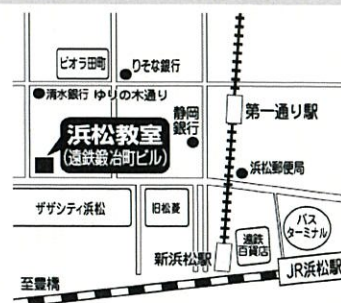 ビオラ田町
りそな銀行
清水銀行
ゆりの木通り
静岡
銀行
第一通り駅
浜松教室
(遠鉄鍛冶町ビル)
浜松郵便局
ザザシティ浜松
旧松菱
遠鉄
百貨店
バス
ターミナル
新浜松駅
JR浜松駅
至豊橋